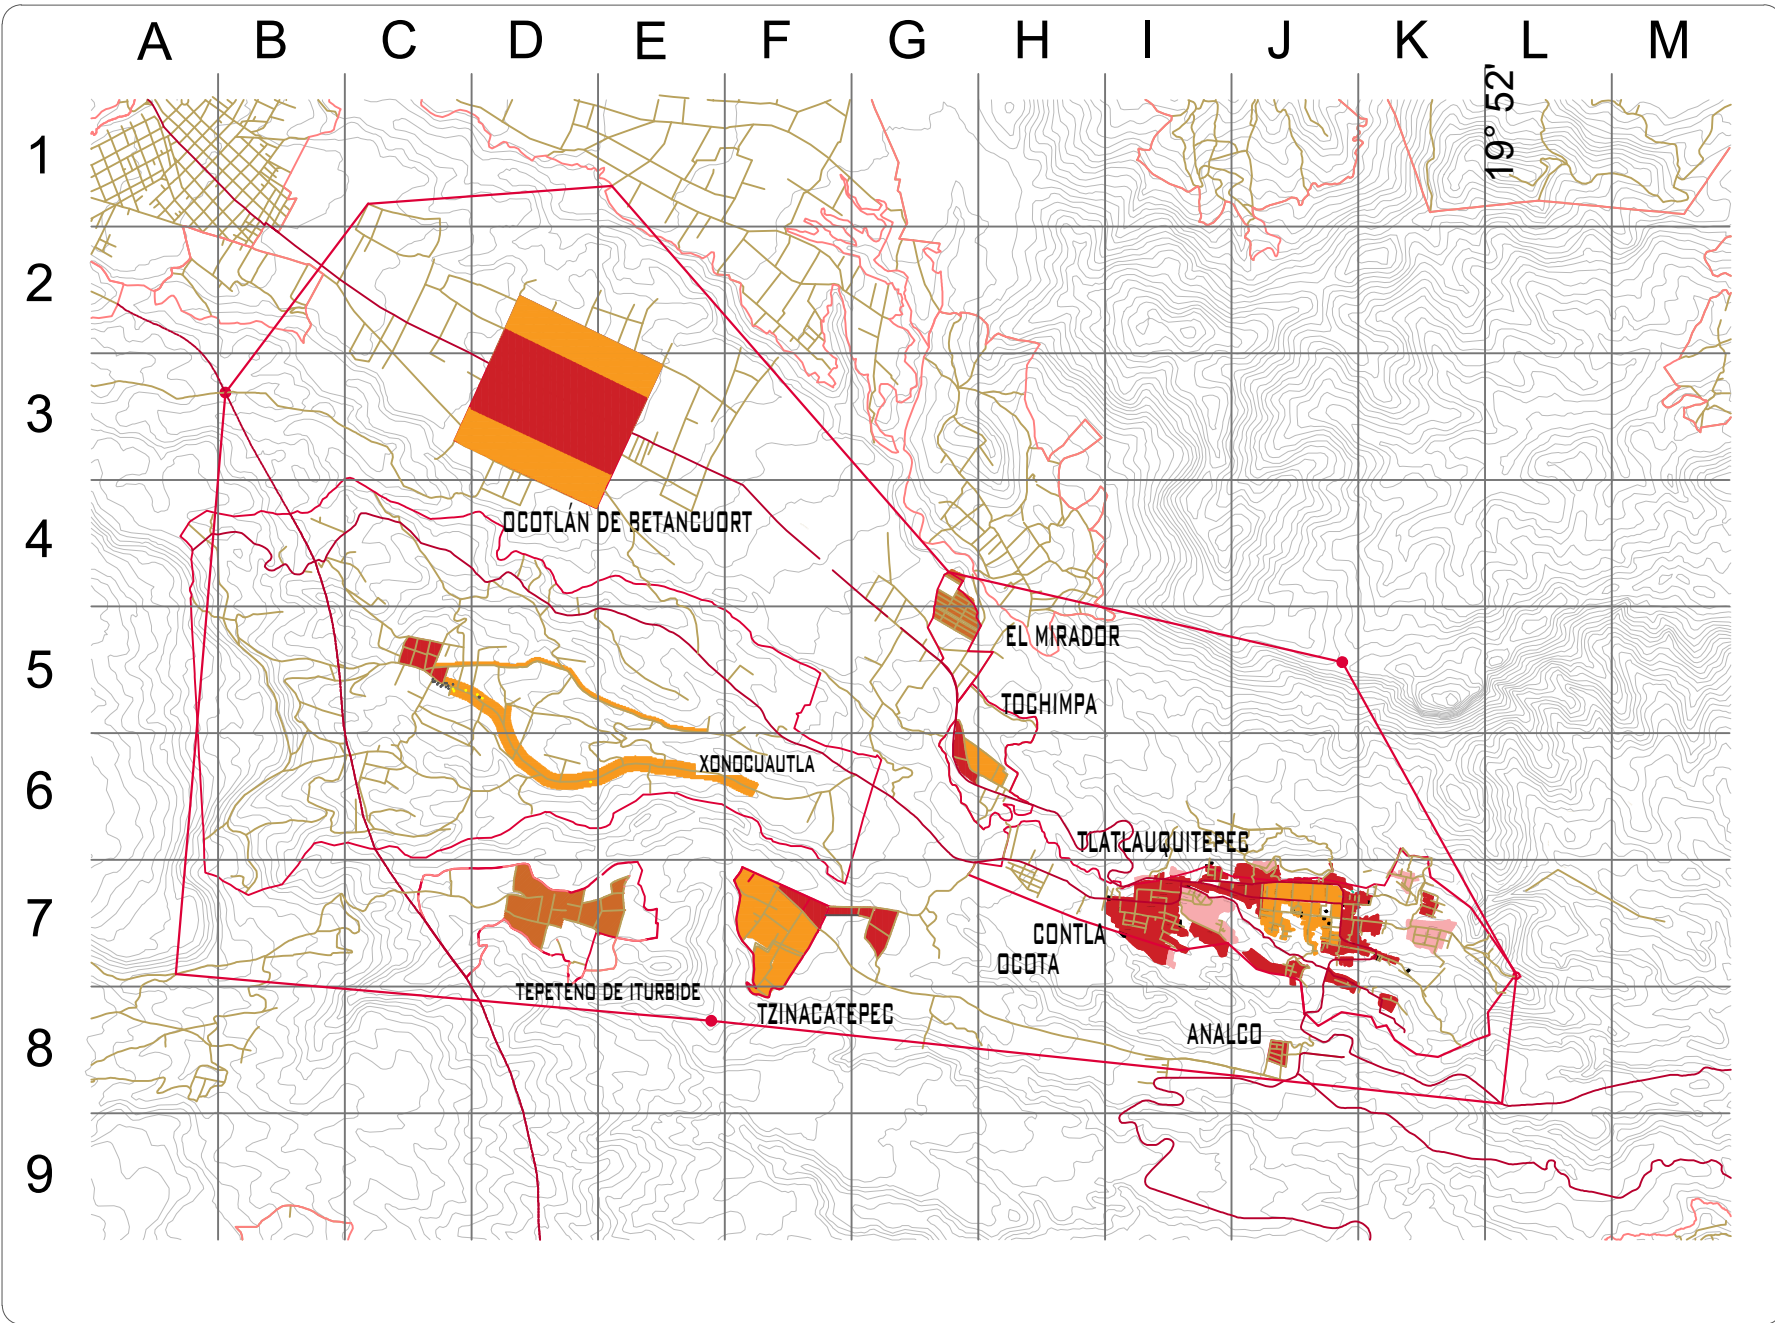 A B C D E F G H I J K L M
19° 52'
1
2
3
4
5
6
7
8
9
OCOTLÁN DE BETANCUORT
EL MIRADOR
TOCHIMPA
XONOCUAUTLA
TLATLAUQUITEPEC
CONTLA
OCOTA
TEPETENO DE ITURBIDE
TZINACATEPEC
ANALCO